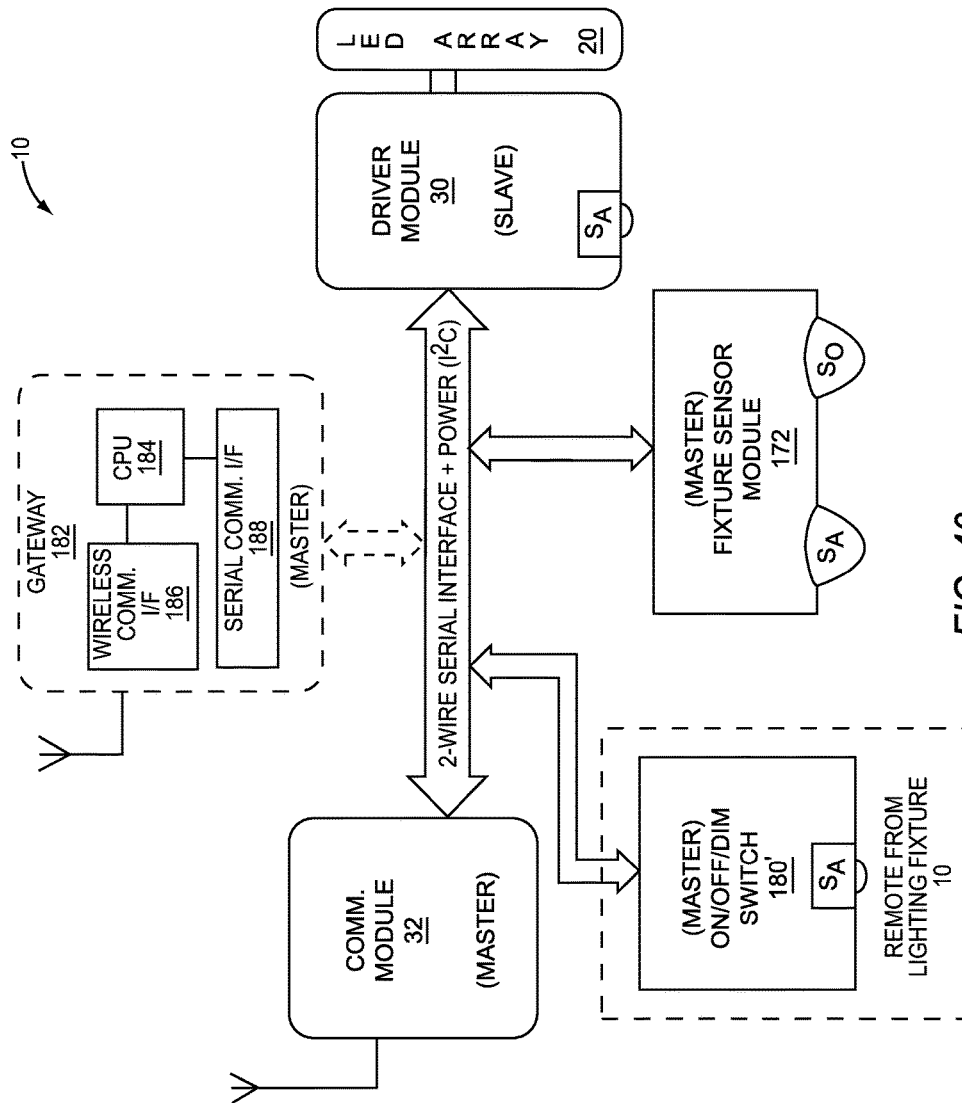 10
GATEWAY
182
WIRELESS
COMM.
I/F
186
CPU
184
SERIAL COMM. I/F
188
(MASTER)
COMM.
MODULE
32
(MASTER)
2-WIRE SERIAL INTERFACE + POWER (I²C)
DRIVER
MODULE
30
(SLAVE)
SA
LED ARRAY
20
(MASTER)
ON/OFF/DIM
SWITCH
180'
SA
REMOTE FROM
LIGHTING FIXTURE
10
(MASTER)
FIXTURE SENSOR
MODULE
172
SA
SO
FIG.